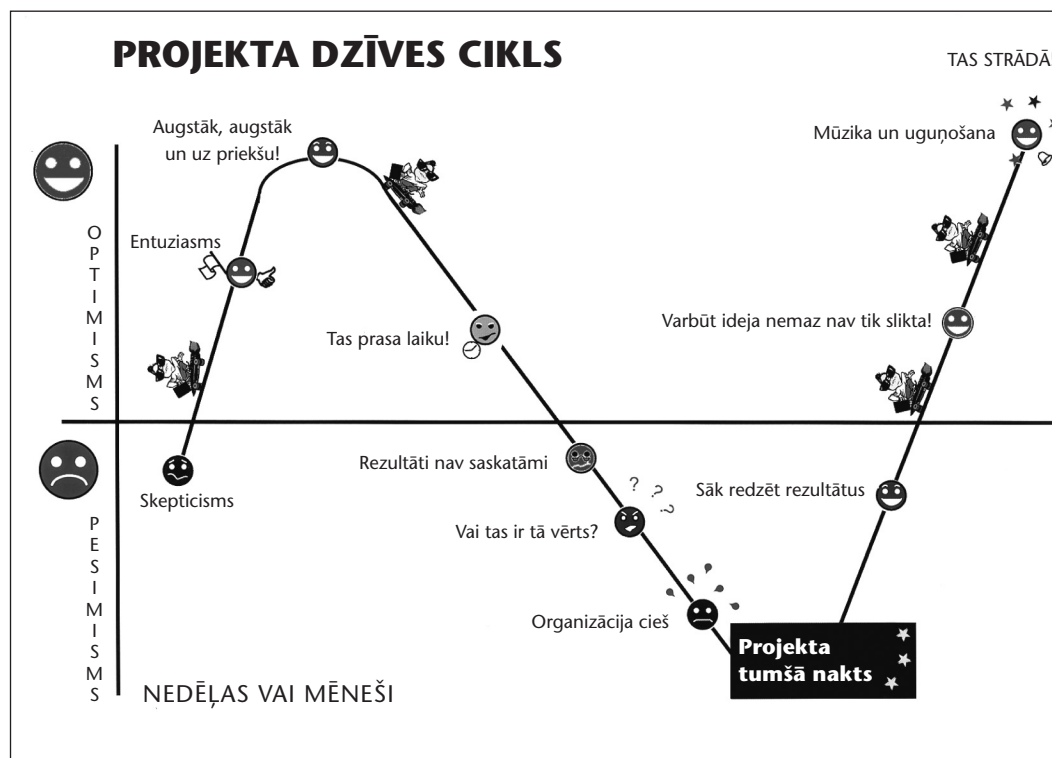 PROJEKTA DZĪVES CIKLS
TAS STRĀDĀ!
Augstāk, augstāk
un uz priekšu!
Mūzika un uguņošana
OPTIMISMS
Entuziasms
Tas prasa laiku!
Varbūt ideja nemaz nav tik slikta!
Rezultāti nav saskatāmi
Sāk redzēt rezultātus
Skepticisms
? ? ?
Vai tas ir tā vērts?
PESIMISMS
Organizācija cieš
Projekta
tumšā nakts
NEDĒĻAS VAI MĒNEŠI